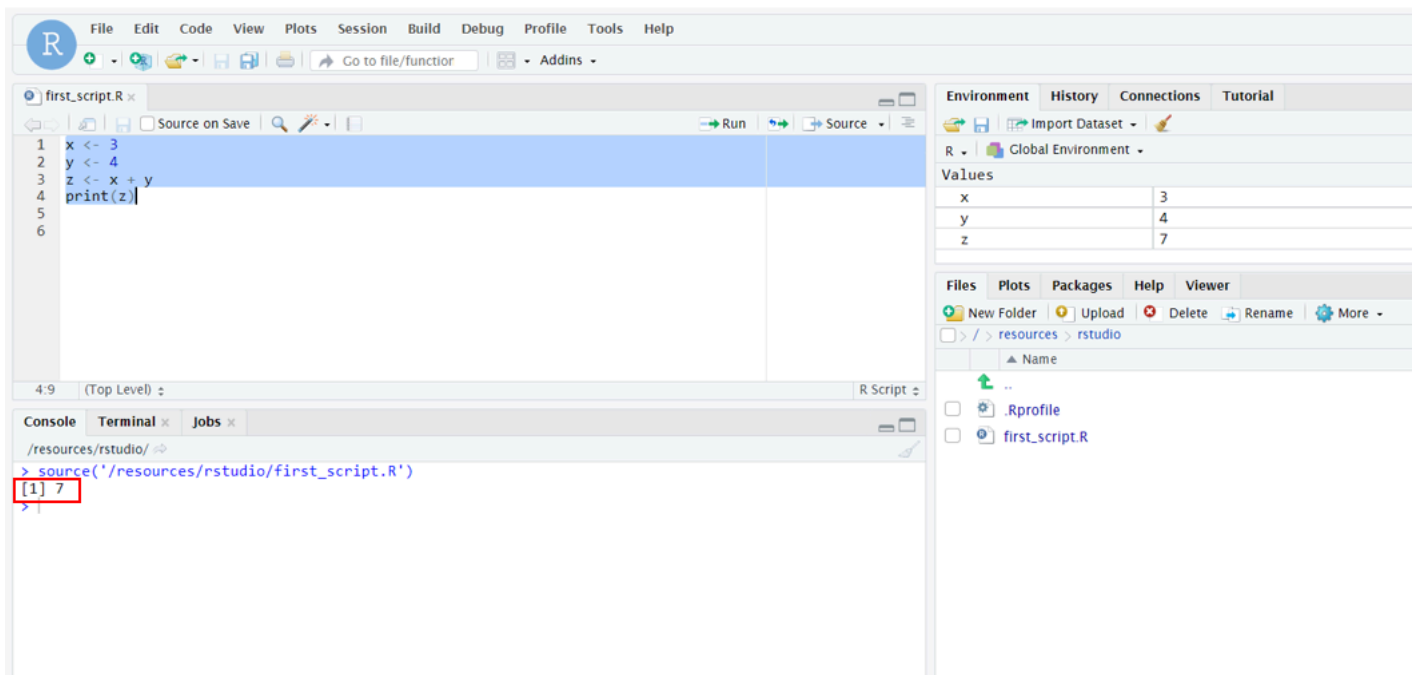 R
File Edit Code View Plots Session Build Debug Profile Tools Help
Go to file/function Addins
first_script.R
Source on Save Run Source
1 x <- 3
2 y <- 4
3 z <- x + y
4 print(z)
5
6
4:9 (Top Level) R Script
Console Terminal Jobs
/resources/rstudio/
> source('/resources/rstudio/first_script.R')
[1] 7
>
Environment History Connections Tutorial
Import Dataset
R Global Environment
Values
x 3
y 4
z 7
Files Plots Packages Help Viewer
New Folder Upload Delete Rename More
/ > resources > rstudio
Name
..
.Rprofile
first_script.R